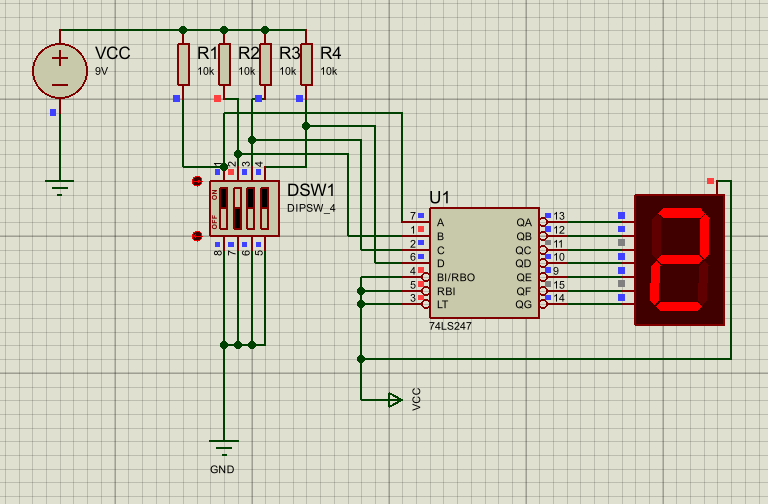 VCC
9V
R1
10k
R2
10k
R3
10k
R4
10k
1 2 3 4
ON
OFF
8 7 6 5
DSW1
DIPSW_4
U1
7 A QA 13
1 B QB 12
2 C QC 11
6 D QD 10
4 BI/RBO QE 9
5 RBI QF 15
3 LT QG 14
74LS247
2
VCC
GND